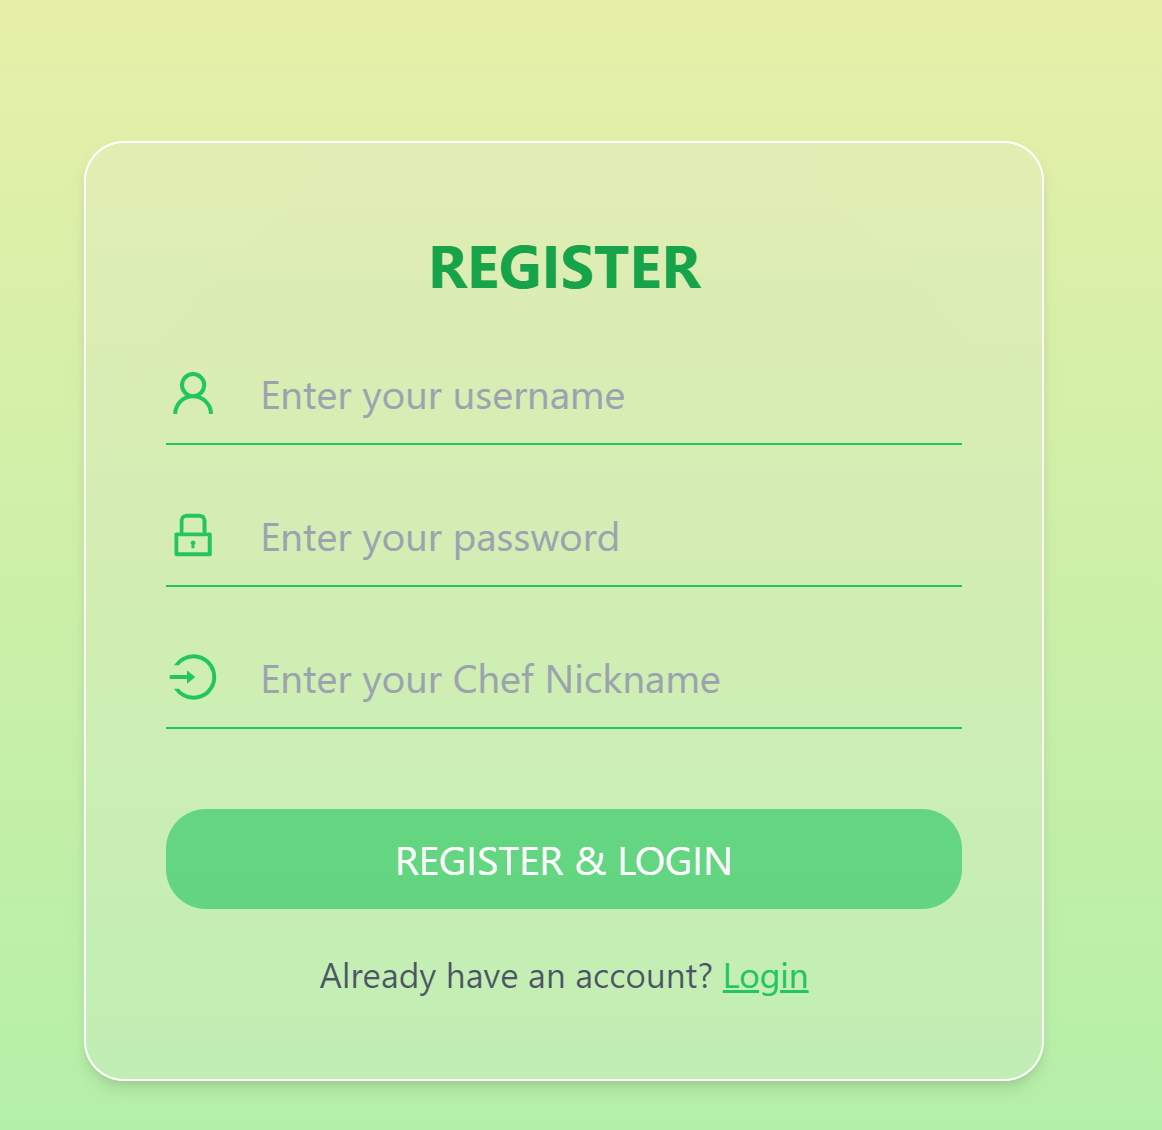 REGISTER
Enter your username
Enter your password
Enter your Chef Nickname
REGISTER & LOGIN
Already have an account? Login